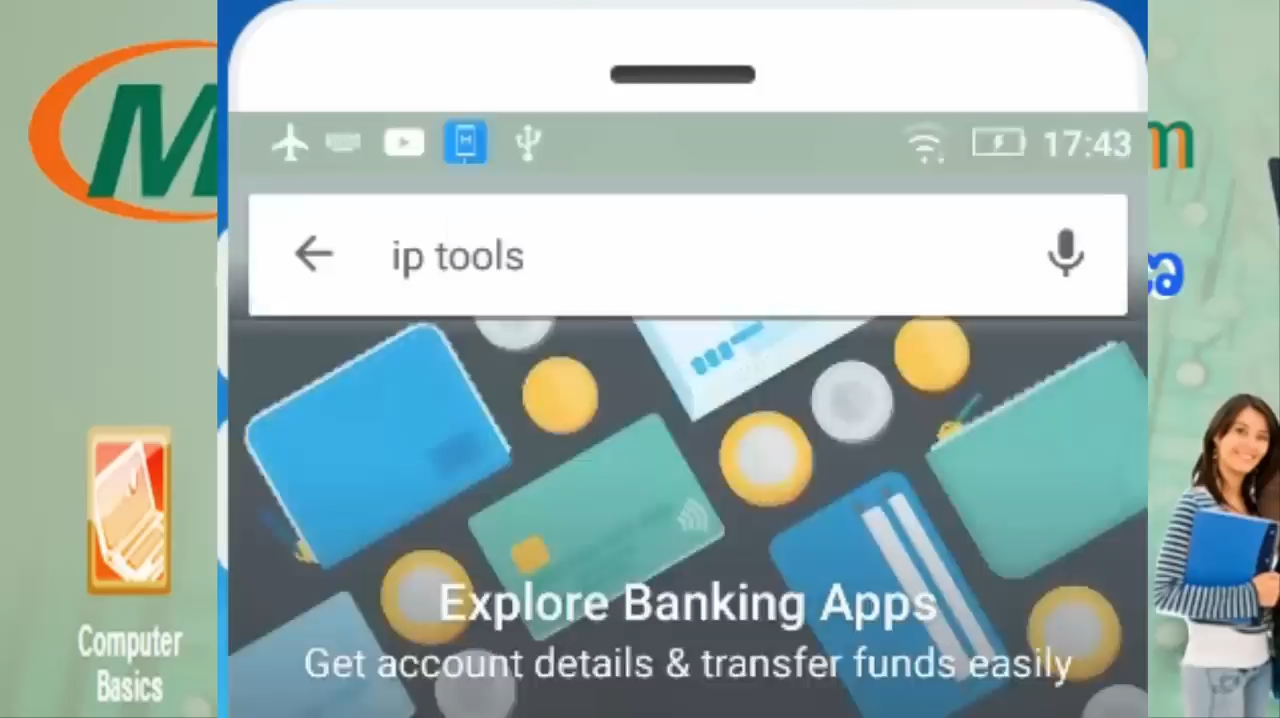 M
m
17:43
ip tools
Explore Banking Apps
Get account details & transfer funds easily
Computer
Basics